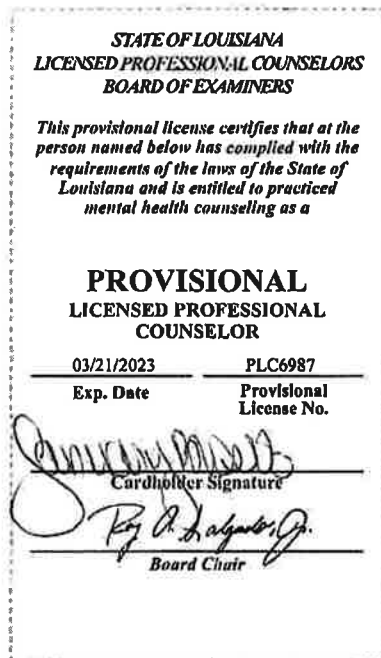 STATE OF LOUISIANA
LICENSED PROFESSIONAL COUNSELORS
BOARD OF EXAMINERS
This provisional license certifies that at the
person named below has complied with the
requirements of the laws of the State of
Louisiana and is entitled to practiced
mental health counseling as a
PROVISIONAL
LICENSED PROFESSIONAL
COUNSELOR
03/21/2023 PLC6987
Exp. Date Provisional
License No.
Cardholder Signature
Roy A. Salgado, Jr.
Board Chair